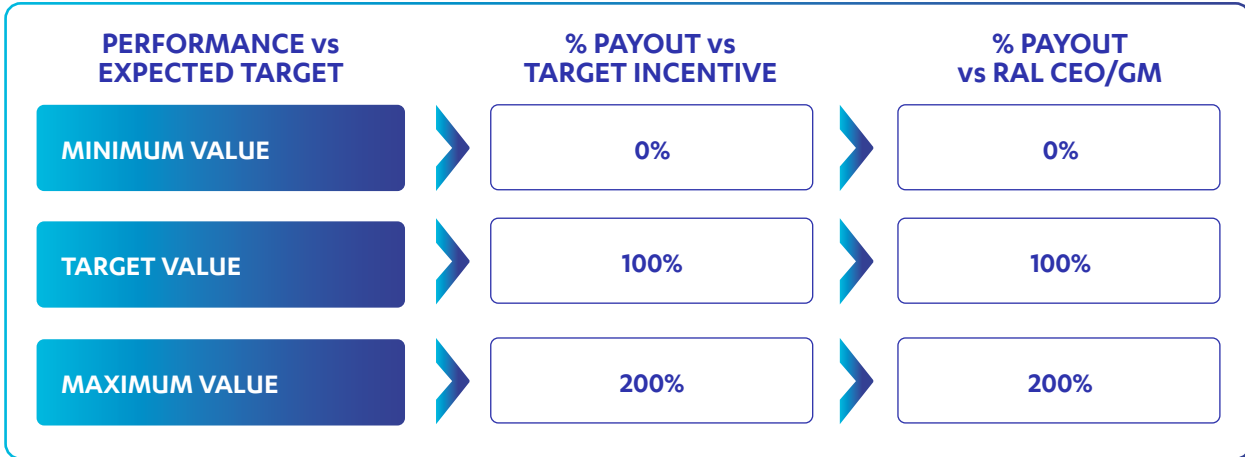 PERFORMANCE vs
EXPECTED TARGET
% PAYOUT vs
TARGET INCENTIVE
% PAYOUT
vs RAL CEO/GM
MINIMUM VALUE
0%
0%
TARGET VALUE
100%
100%
MAXIMUM VALUE
200%
200%